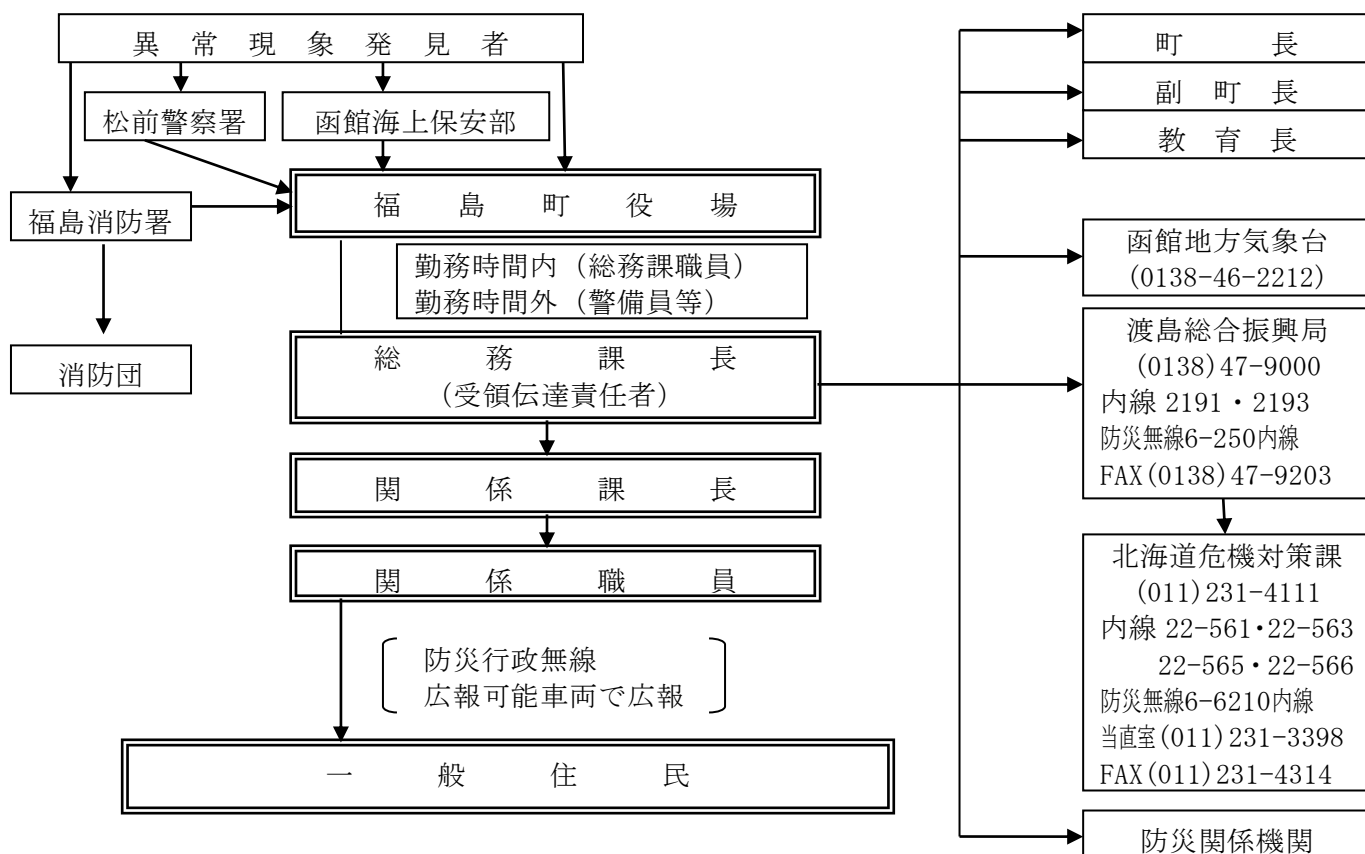 異常現象発見者
松前警察署
函館海上保安部
福島消防署
福島町役場
勤務時間内（総務課職員）
勤務時間外（警備員等）
消防団
総務課長
（受領伝達責任者）
関係課長
関係職員
防災行政無線
広報可能車両で広報
一般住民
町長
副町長
教育長
函館地方気象台
(0138-46-2212)
渡島総合振興局
(0138)47-9000
内線 2191・2193
防災無線6-250内線
FAX(0138)47-9203
北海道危機対策課
(011)231-4111
内線 22-561・22-563
22-565・22-566
防災無線6-6210内線
当直室(011)231-3398
FAX(011)231-4314
防災関係機関